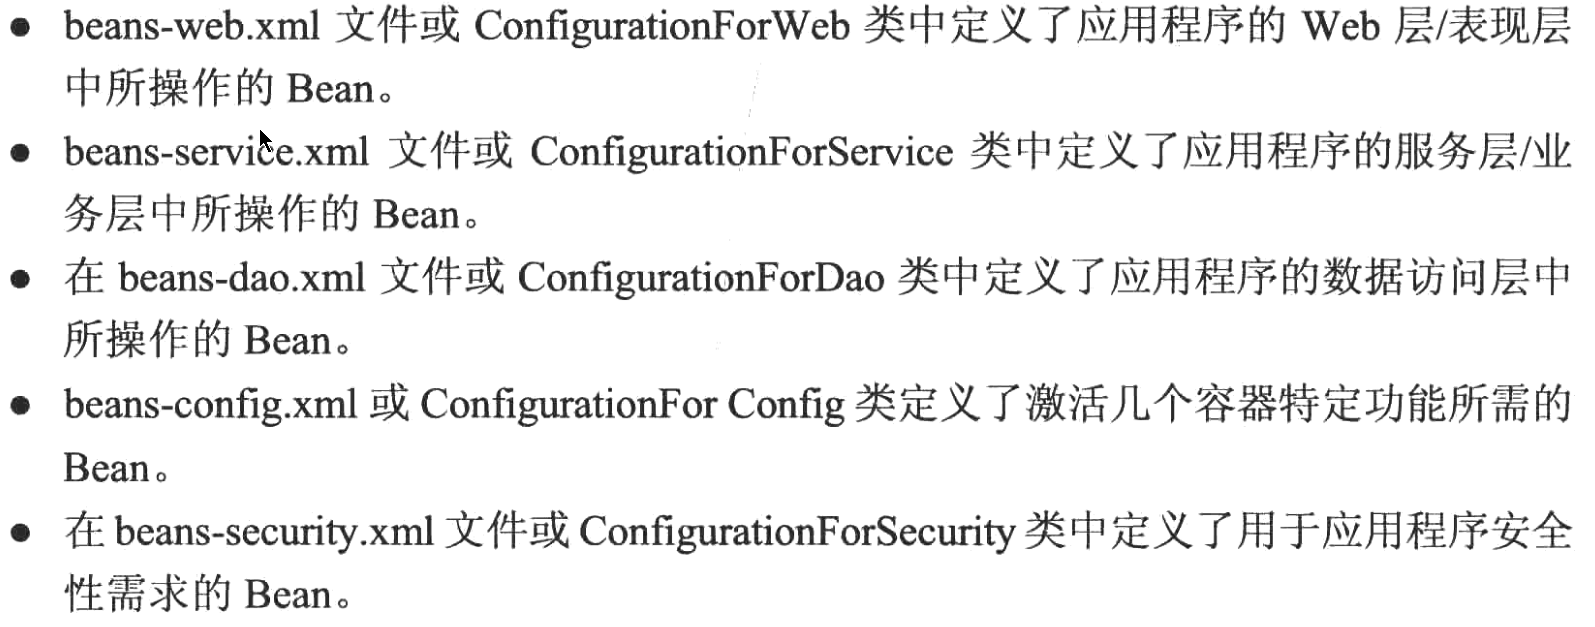 ● beans-web.xml 文件或 ConfigurationForWeb 类中定义了应用程序的 Web 层/表现层
中所操作的 Bean。
● beans-service.xml 文件或 ConfigurationForService 类中定义了应用程序的服务层/业
务层中所操作的 Bean。
● 在 beans-dao.xml 文件或 ConfigurationForDao 类中定义了应用程序的数据访问层中
所操作的 Bean。
● beans-config.xml 或 ConfigurationFor Config 类定义了激活几个容器特定功能所需的
Bean。
● 在 beans-security.xml 文件或 ConfigurationForSecurity 类中定义了用于应用程序安全
性需求的 Bean。